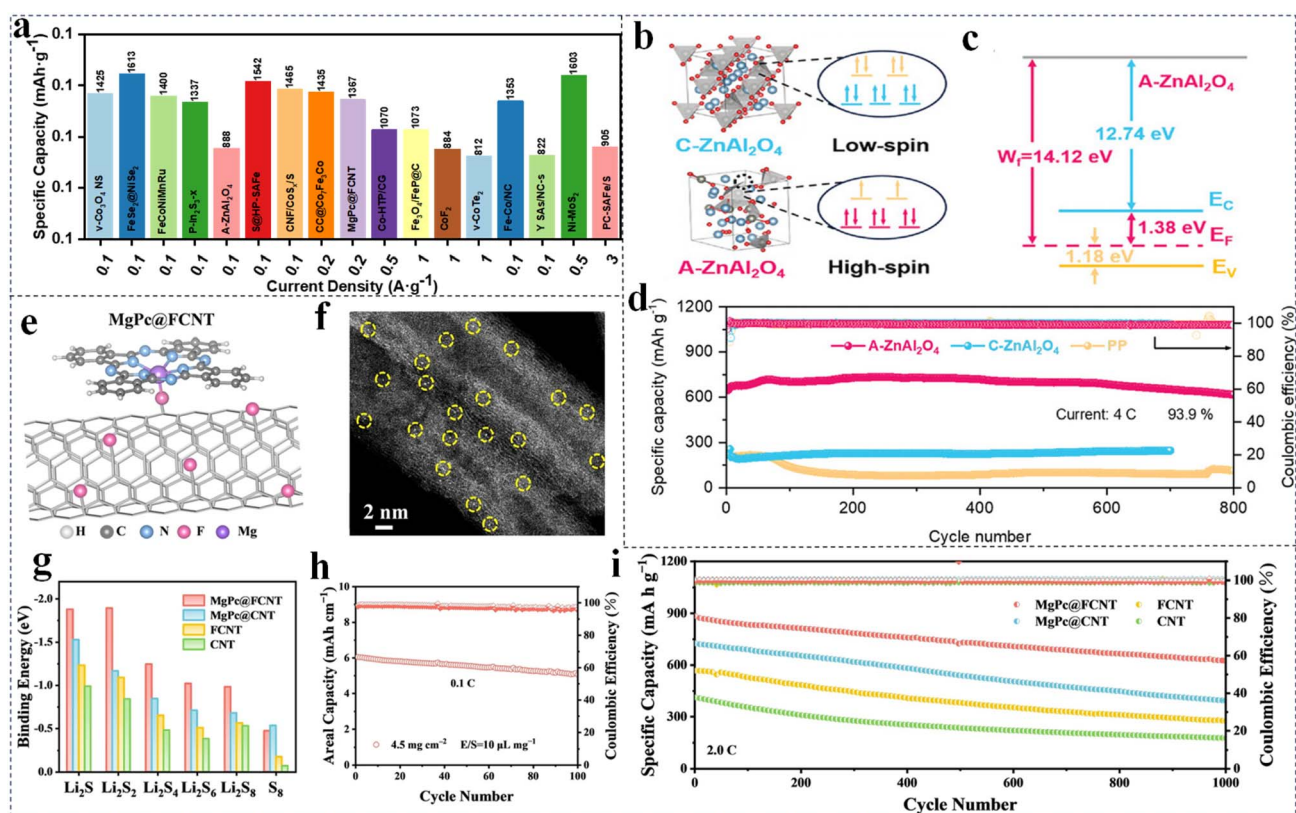 a
Specific Capacity (mAh·g⁻¹)
0.1
0.1
0.1
0.1
0.1
1425
1613
1400
1337
888
1542
1465
1435
1367
1070
1073
884
812
1353
822
1603
905
v-Co₃O₄ NS
FeSe₂@NiSe₂
FeCoNiMnRu
P-In₂S₃-x
A-ZnAl₂O₄
S@HP-SAFe
CNF/CoSₓ/S
CC@Co₇Fe₃Co
MgPc@FCNT
Co-HTP/CG
Fe₃O₄/FeP@C
CoF₂
v-CoTe₂
Fe-Co/NC
Y SAs/NC-s
Ni-MoS₂
PC-SAFe/S
0.1
0.1
0.1
0.1
0.1
0.1
0.1
0.2
0.2
0.5
1
1
1
0.1
0.1
0.5
3
Current Density (A·g⁻¹)
b
C-ZnAl₂O₄
Low-spin
A-ZnAl₂O₄
High-spin
c
A-ZnAl₂O₄
12.74 eV
W_f=14.12 eV
E_C
1.38 eV
E_F
1.18 eV
E_V
d
Specific capacity (mAh g⁻¹)
1200
1050
900
750
600
450
300
150
0
A-ZnAl₂O₄
C-ZnAl₂O₄
PP
Current: 4 C
93.9 %
100
80
60
40
20
0
Coulombic efficiency (%)
0
200
400
600
800
Cycle number
e
MgPc@FCNT
H
C
N
F
Mg
f
2 nm
g
Binding Energy (eV)
-2.0
-1.5
-1.0
-0.5
0.0
MgPc@FCNT
MgPc@CNT
FCNT
CNT
Li₂S
Li₂S₂
Li₂S₄
Li₂S₆
Li₂S₈
S₈
h
Areal Capacity (mAh cm⁻²)
10
9
8
7
6
5
4
3
2
1
0
0.1 C
4.5 mg cm⁻²
E/S=10 μL mg⁻¹
100
80
60
40
20
0
Coulombic Efficiency (%)
0
20
40
60
80
100
Cycle Number
i
Specific Capacity (mA h g⁻¹)
1200
900
600
300
0
MgPc@FCNT
MgPc@CNT
FCNT
CNT
2.0 C
100
80
60
40
20
0
Coulombic Efficiency (%)
0
200
400
600
800
1000
Cycle Number